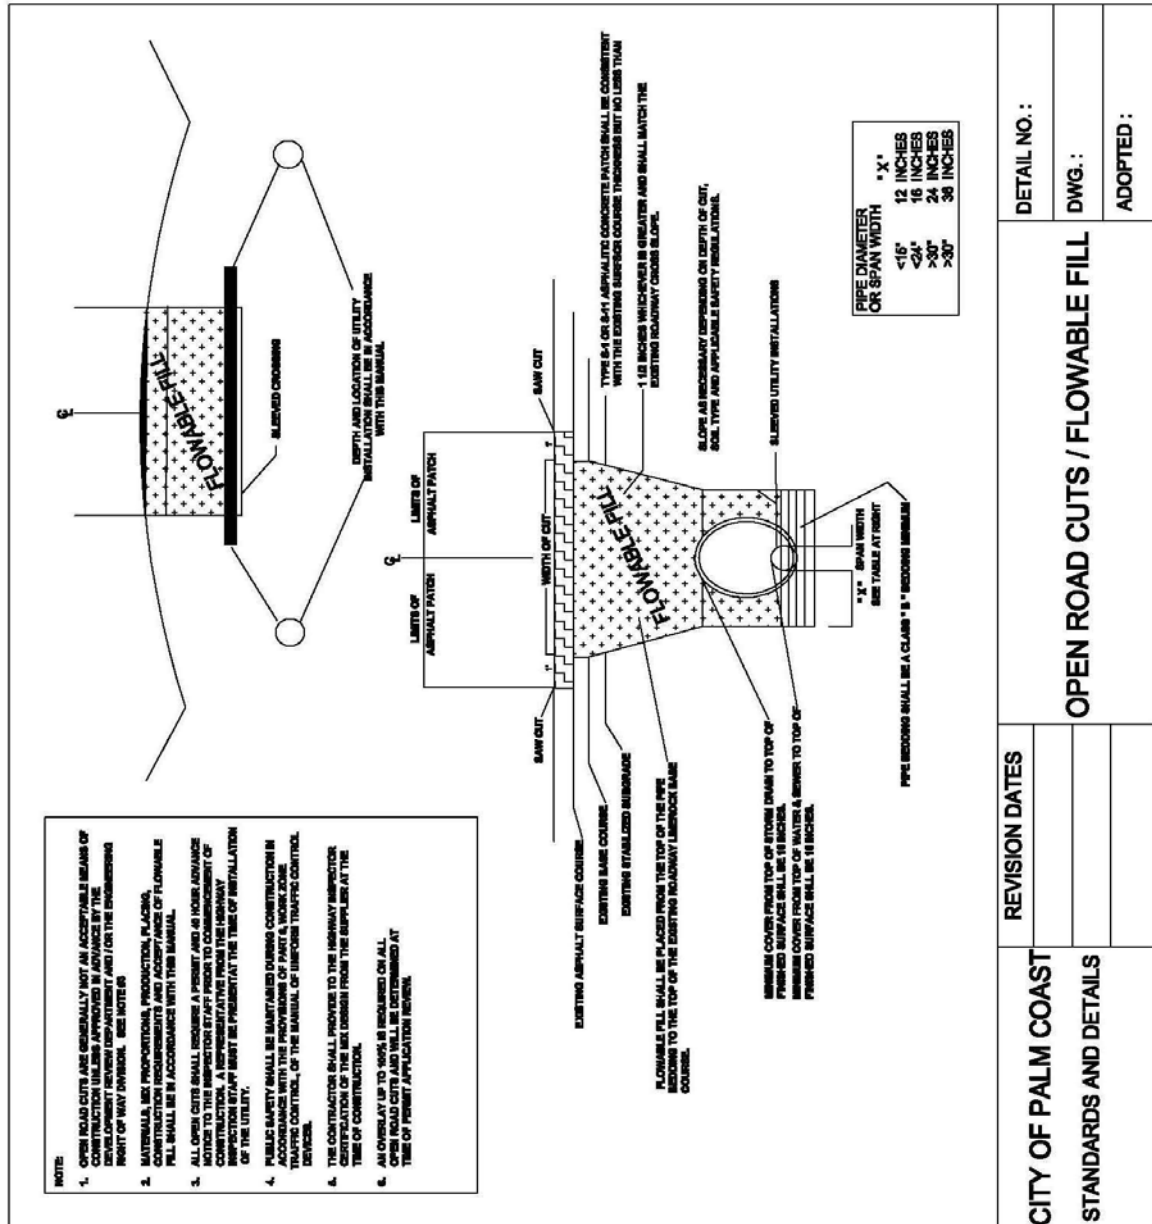 NOTE:
1. OPEN ROAD CUTS ARE GENERALLY NOT AN ACCEPTABLE MEANS OF
CONSTRUCTION UNLESS APPROVED IN ADVANCE BY THE
DEVELOPMENT REVIEW DEPARTMENT AND / OR THE ENGINEERING
RIGHT OF WAY DIVISION. SEE NOTE
2. MATERIALS, MIX PROPORTIONS, PRODUCTION, PLACING,
CONSTRUCTION REQUIREMENTS AND ACCEPTANCE OF FLOWABLE
FILL SHALL BE IN ACCORDANCE WITH THIS MANUAL.
3. ALL OPEN CUTS SHALL REQUIRE A PERMIT AND HOUR ADVANCE
NOTICE TO THE INSPECTOR STAFF PRIOR TO COMMENCEMENT OF
CONSTRUCTION. A REPRESENTATIVE FROM THE HIGHWAY
INSPECTION STAFF MUST BE PRESENT AT THE TIME OF INSTALLATION
OF THE UTILITY.
4. PUBLIC SAFETY SHALL BE MAINTAINED DURING CONSTRUCTION IN
ACCORDANCE WITH THE PROVISIONS OF PART 6, WORK ZONE
TRAFFIC CONTROL, OF THE MANUAL OF UNIFORM TRAFFIC CONTROL
DEVICES.
5. THE CONTRACTOR SHALL PROVIDE TO THE HIGHWAY INSPECTOR
CERTIFICATION OF THE MIX DESIGN FROM THE SUPPLIER AT THE
TIME OF CONSTRUCTION.
6. AN OVERLAY UP TO 100% IS REQUIRED ON ALL
OPEN ROAD CUTS AND WILL BE DETERMINED AT
TIME OF PERMIT APPLICATION REVIEW.
CL
FLOWABLE FILL
SLEEVED CROSSING
DEPTH AND LOCATION OF UTILITY
INSTALLATION SHALL BE IN ACCORDANCE
WITH THIS MANUAL
LIMITS OF
ASPHALT PATCH
CL
LIMITS OF
ASPHALT PATCH
SAW CUT
1'
WIDTH OF CUT
1'
SAW CUT
FLOWABLE FILL
EXISTING ASPHALT SURFACE COURSE
EXISTING BASE COURSE
EXISTING STABILIZED SUBGRADE
FLOWABLE FILL SHALL BE PLACED FROM THE TOP OF THE PIPE
BEDDING TO THE TOP OF THE EXISTING ROADWAY LIMEROCK BASE
COURSE.
MINIMUM COVER FROM TOP OF STORM DRAIN TO TOP OF
FINISHED SURFACE SHLL BE INCHES.
MINIMUM COVER FROM TOP OF WATER & SEWER TO TOP OF
FINISHED SURFACE SHLL BE INCHES.
TYPE S-1 OR S-11 ASPHALTIC CONCRETE PATCH SHALL BE CONSISTENT
WITH THE EXISTING SURFSCR COURSE THICKNESS BUT NO LESS THAN
1 1/2 INCHES WHICHEVER IS GREATER AND SHALL MATCH THE
EXISTING ROADWAY CROSS SLOPE.
SLOPE AS NECESSARY DEPENDING ON DEPTH OF CUT,
SOIL TYPE AND APPLICABLE SAFETY REGULATIONS.
SLEEVED UTILITY INSTALLATIONS
"X" SPAN WIDTH
SEE TABLE AT RIGHT
PIPE BEDDING SHALL BE A CLASS " B " BEDDING MINIMUM
PIPE DIAMETER
OR SPAN WIDTH "X"
<15" 12 INCHES
<24" 16 INCHES
>30" 24 INCHES
>30" 36 INCHES
CITY OF PALM COAST
STANDARDS AND DETAILS
REVISION DATES
OPEN ROAD CUTS / FLOWABLE FILL
DETAIL NO. :
DWG. :
ADOPTED :